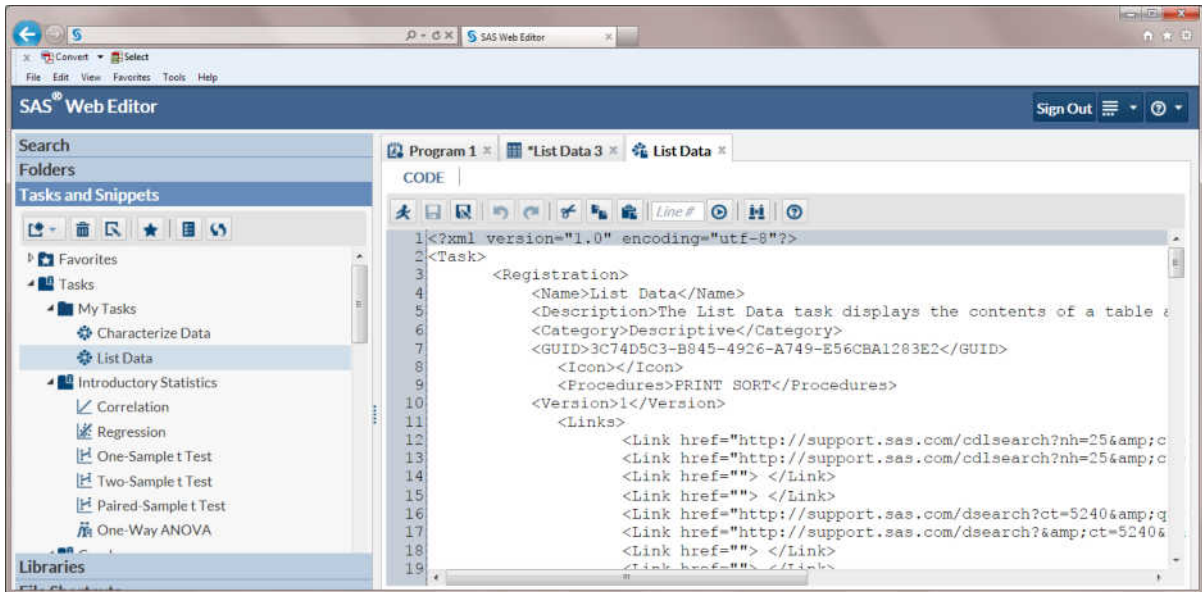 SAS Web Editor
Convert Select
File Edit View Favorites Tools Help
SAS® Web Editor
Sign Out
Search
Folders
Tasks and Snippets
Favorites
Tasks
My Tasks
Characterize Data
List Data
Introductory Statistics
Correlation
Regression
One-Sample t Test
Two-Sample t Test
Paired-Sample t Test
One-Way ANOVA
Libraries
Program 1 *List Data 3 List Data
CODE
Line #
1 <?xml version="1.0" encoding="utf-8"?>
2 <Task>
3 <Registration>
4 <Name>List Data</Name>
5 <Description>The List Data task displays the contents of a table
6 <Category>Descriptive</Category>
7 <GUID>3C74D5C3-B845-4926-A749-E56CBA1283E2</GUID>
8 <Icon></Icon>
9 <Procedures>PRINT SORT</Procedures>
10 <Version>1</Version>
11 <Links>
12 <Link href="http://support.sas.com/cdlsearch?nh=25&amp;c
13 <Link href="http://support.sas.com/cdlsearch?nh=25&amp;c
14 <Link href=""> </Link>
15 <Link href=""> </Link>
16 <Link href="http://support.sas.com/dsearch?ct=5240&amp;q
17 <Link href="http://support.sas.com/dsearch?&amp;ct=5240&
18 <Link href=""> </Link>
19 <Link href=""> </Link>